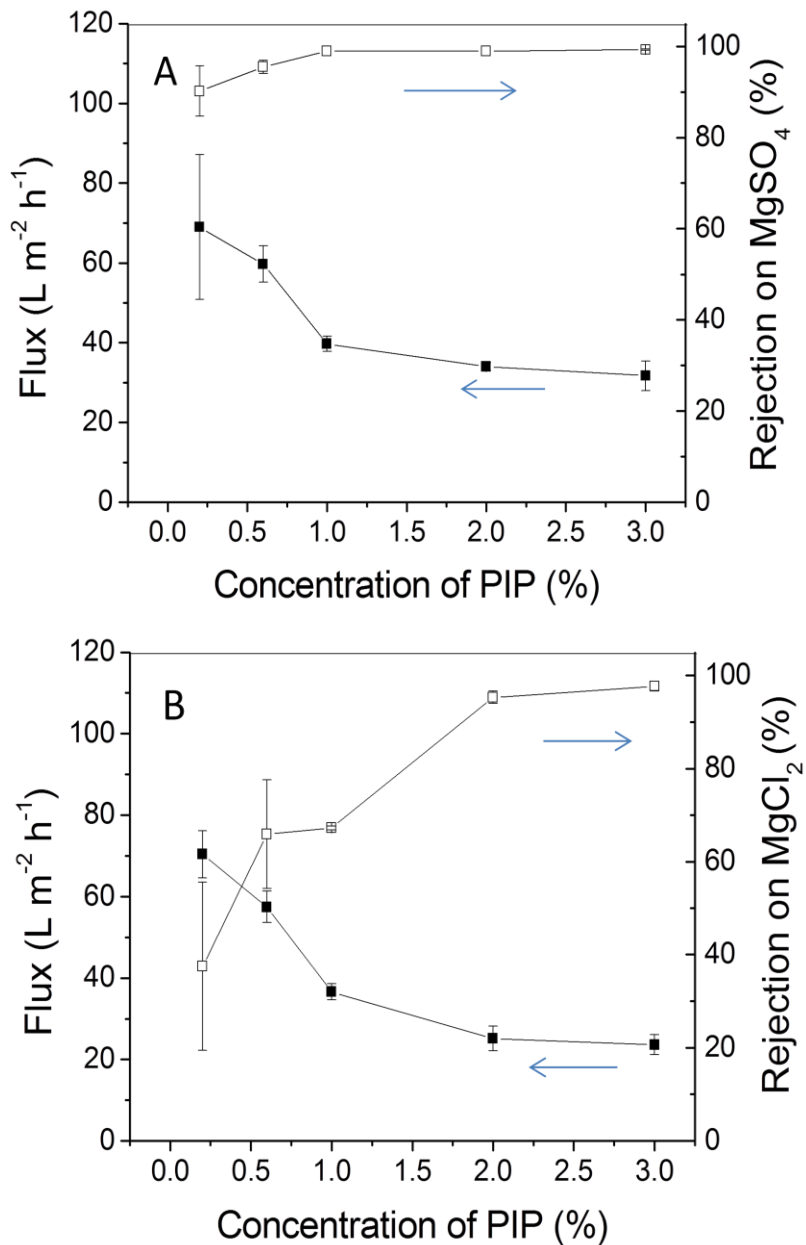 A
Flux (L m⁻² h⁻¹)
120
100
80
60
40
20
0
Rejection on MgSO₄ (%)
100
80
60
40
20
0
0.0 0.5 1.0 1.5 2.0 2.5 3.0
Concentration of PIP (%)
B
Flux (L m⁻² h⁻¹)
120
110
80
60
40
20
0
Rejection on MgCl₂ (%)
100
80
60
40
20
0
0.0 0.5 1.0 1.5 2.0 2.5 3.0
Concentration of PIP (%)